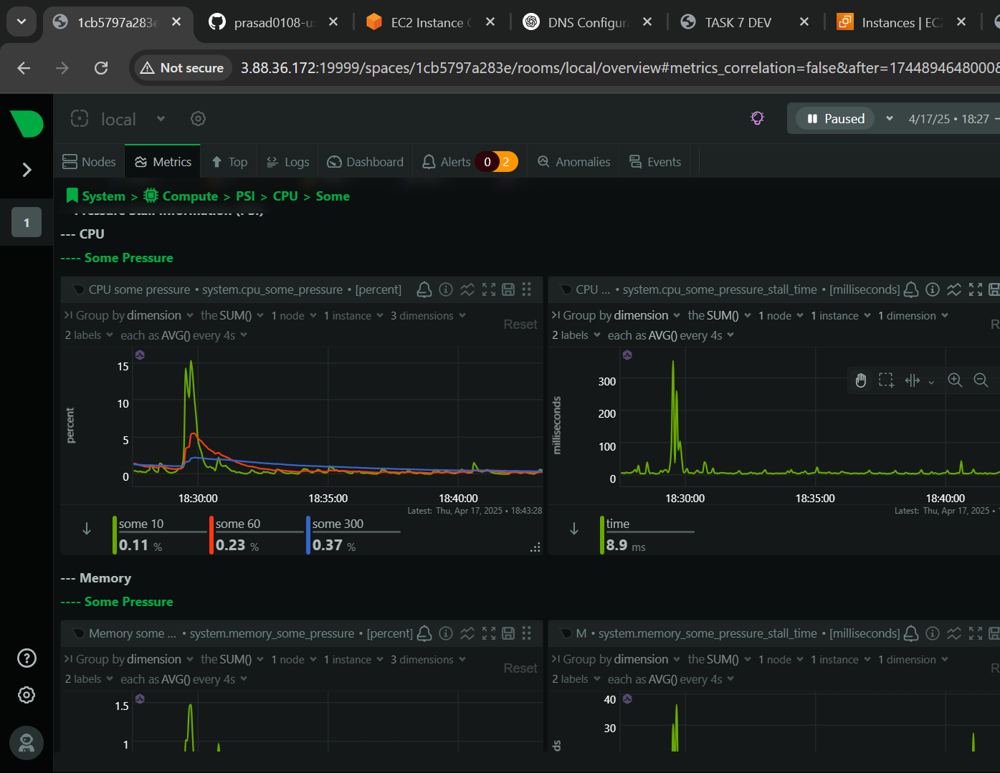 1cb5797a283e
prasad0108-u
EC2 Instance C
DNS Configura
TASK 7 DEV
Instances | EC2
Not secure
3.88.36.172:19999/spaces/1cb5797a283e/rooms/local/overview#metrics_correlation=false&after=17448946480008
local
Paused
4/17/25 • 18:27 –
Nodes
Metrics
Top
Logs
Dashboard
Alerts 0 2
Anomalies
Events
System > Compute > PSI > CPU > Some
Pressure Stall Information (PSI)
1
--- CPU
---- Some Pressure
CPU some pressure • system.cpu_some_pressure • [percent]
Group by dimension the SUM() 1 node 1 instance 3 dimensions
2 labels each as AVG() every 4s
Reset
percent
15
10
5
0
18:30:00 18:35:00 18:40:00
Latest: Thu, Apr 17, 2025 • 18:43:28
some 10
0.11 %
some 60
0.23 %
some 300
0.37 %
CPU ... • system.cpu_some_pressure_stall_time • [milliseconds]
Group by dimension the SUM() 1 node 1 instance 1 dimension
2 labels each as AVG() every 4s
R
milliseconds
300
200
100
0
18:30:00 18:35:00 18:40:00
Latest: Thu, Apr 17, 2025 •
time
8.9 ms
--- Memory
---- Some Pressure
Memory some ... • system.memory_some_pressure • [percent]
Group by dimension the SUM() 1 node 1 instance 3 dimensions
2 labels each as AVG() every 4s
Reset
1.5
1
M • system.memory_some_pressure_stall_time • [milliseconds]
Group by dimension the SUM() 1 node 1 instance 1 dimension
2 labels each as AVG() every 4s
R
40
30
ds